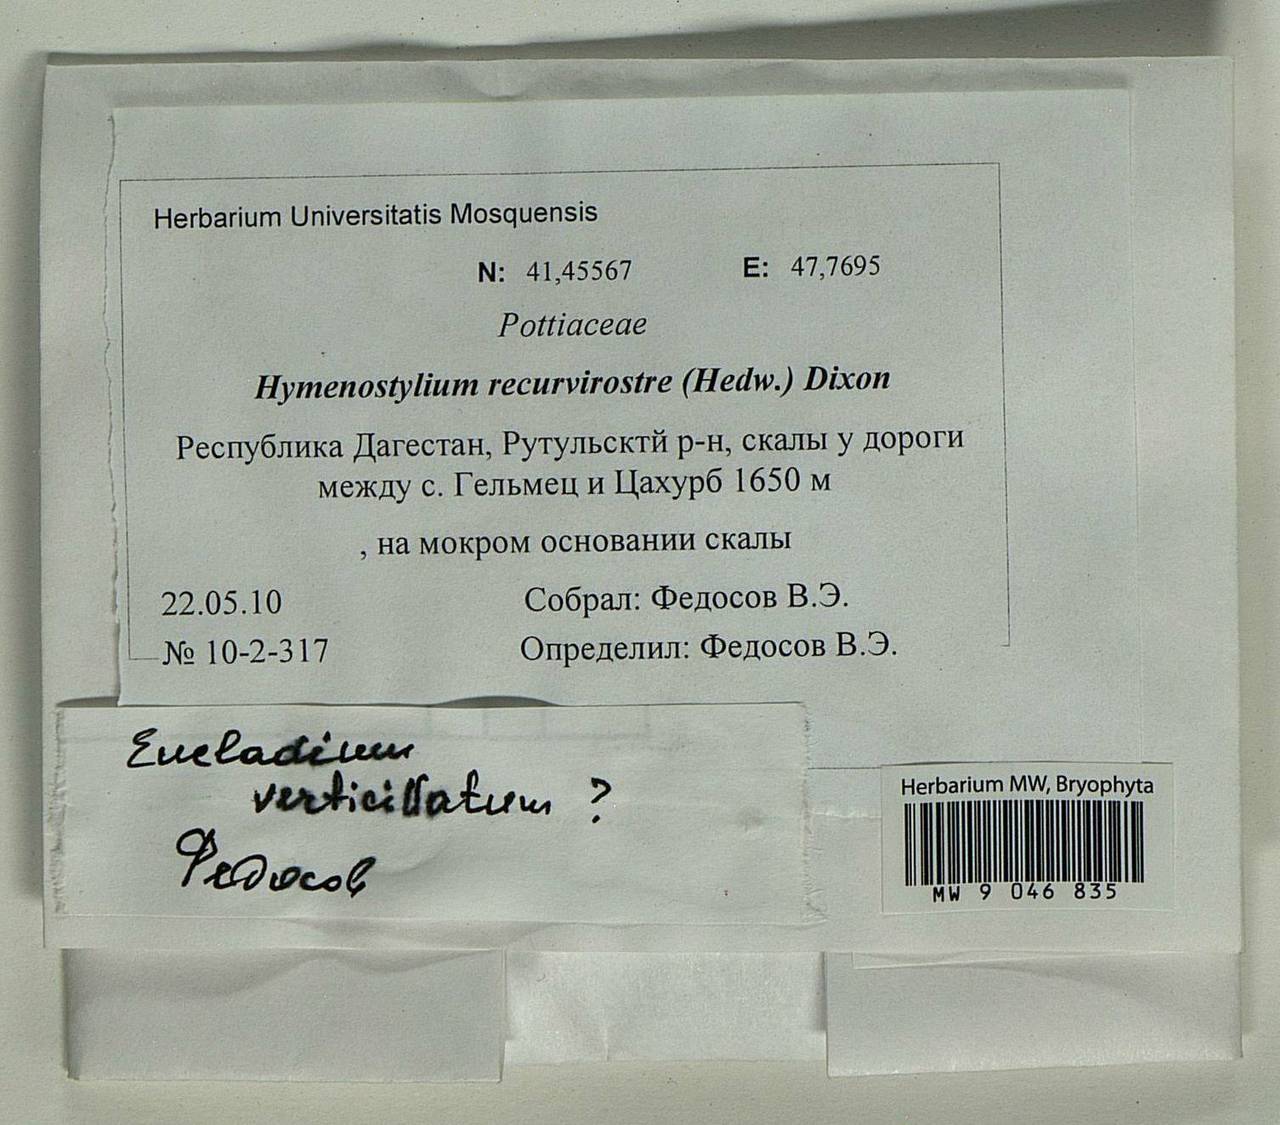 Herbarium Universitatis Mosquensis
N: 41,45567 E: 47,7695
Pottiaceae
Hymenostylium recurvirostre (Hedw.) Dixon
Республика Дагестан, Рутульсктй р-н, скалы у дороги
между с. Гельмец и Цахурб 1650 м
, на мокром основании скалы
22.05.10 Собрал: Федосов В.Э.
№ 10-2-317 Определил: Федосов В.Э.
Eucladium
verticillatum ?
Федосов
Herbarium MW, Bryophyta
MW 9 046 835